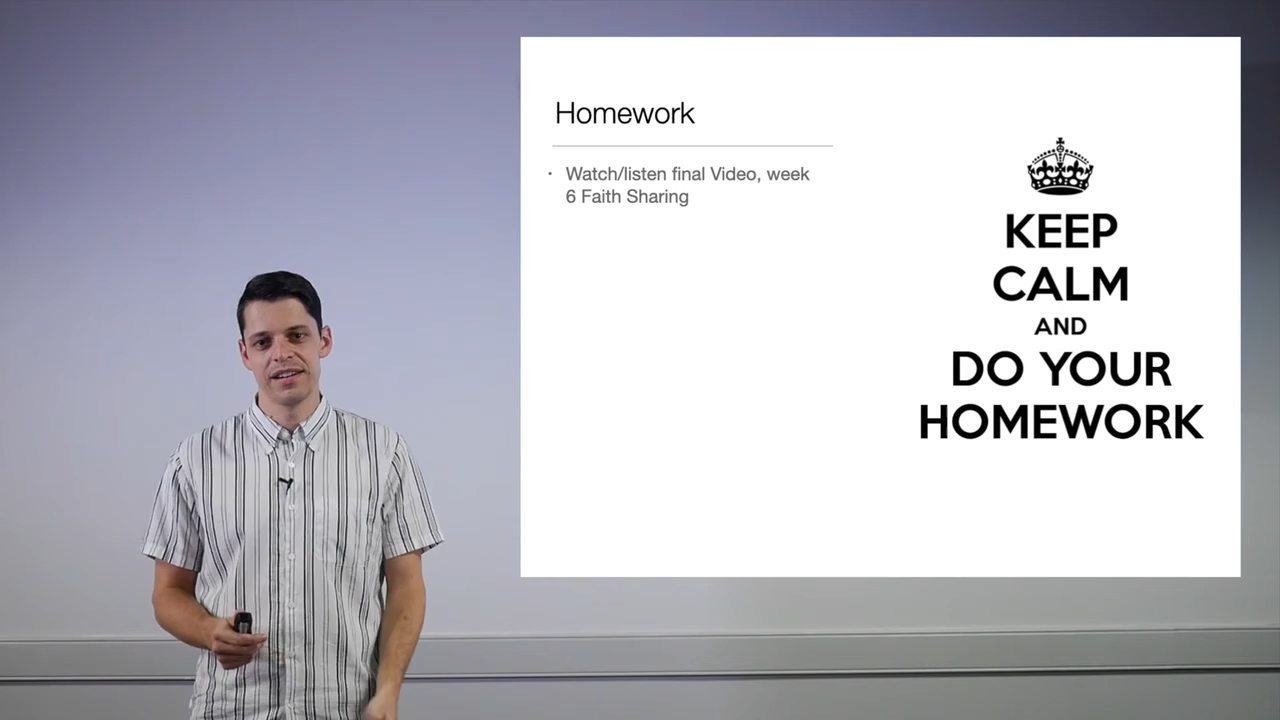 Homework
• Watch/listen final Video, week
6 Faith Sharing
KEEP
CALM
AND
DO YOUR
HOMEWORK